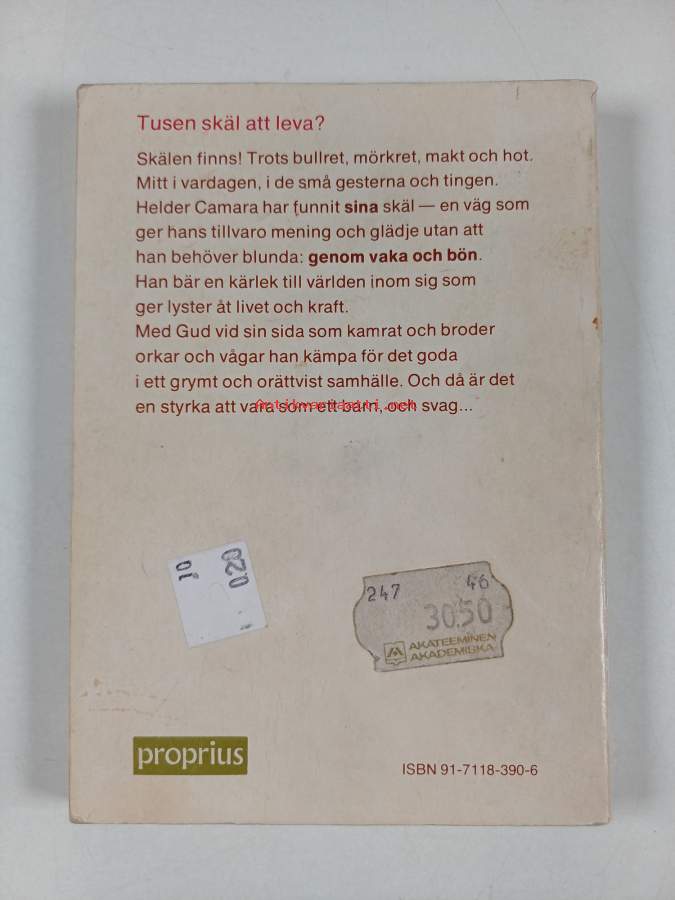 Tusen skäl att leva?
Skälen finns! Trots bullret, mörkret, makt och hot.
Mitt i vardagen, i de små gesterna och tingen.
Helder Camara har funnit sina skäl — en väg som
ger hans tillvaro mening och glädje utan att
han behöver blunda: genom vaka och bön.
Han bär en kärlek till världen inom sig som
ger lyster åt livet och kraft.
Med Gud vid sin sida som kamrat och broder
orkar och vågar han kämpa för det goda
i ett grymt och orättvist samhälle. Och då är det
en styrka att vara som ett barn, och svag...
Antikvariaatti.net
10
0.20
247 46
30.50
AKATEEMINEN
AKADEMISKA
proprius
ISBN 91-7118-390-6